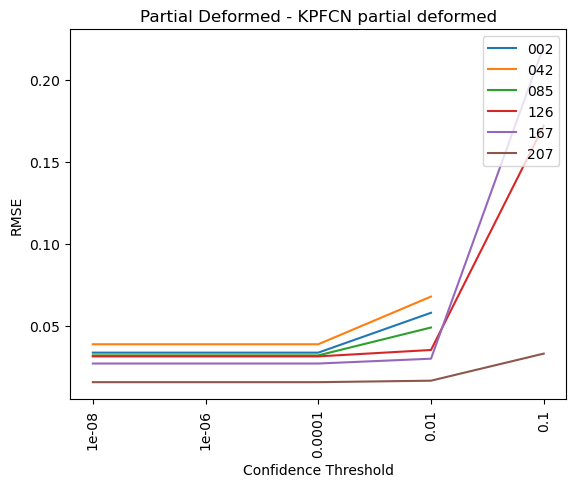 Partial Deformed - KPFCN partial deformed
002
042
085
126
167
207
0.20
0.15
0.10
0.05
RMSE
1e-08
1e-06
0.0001
0.01
0.1
Confidence Threshold